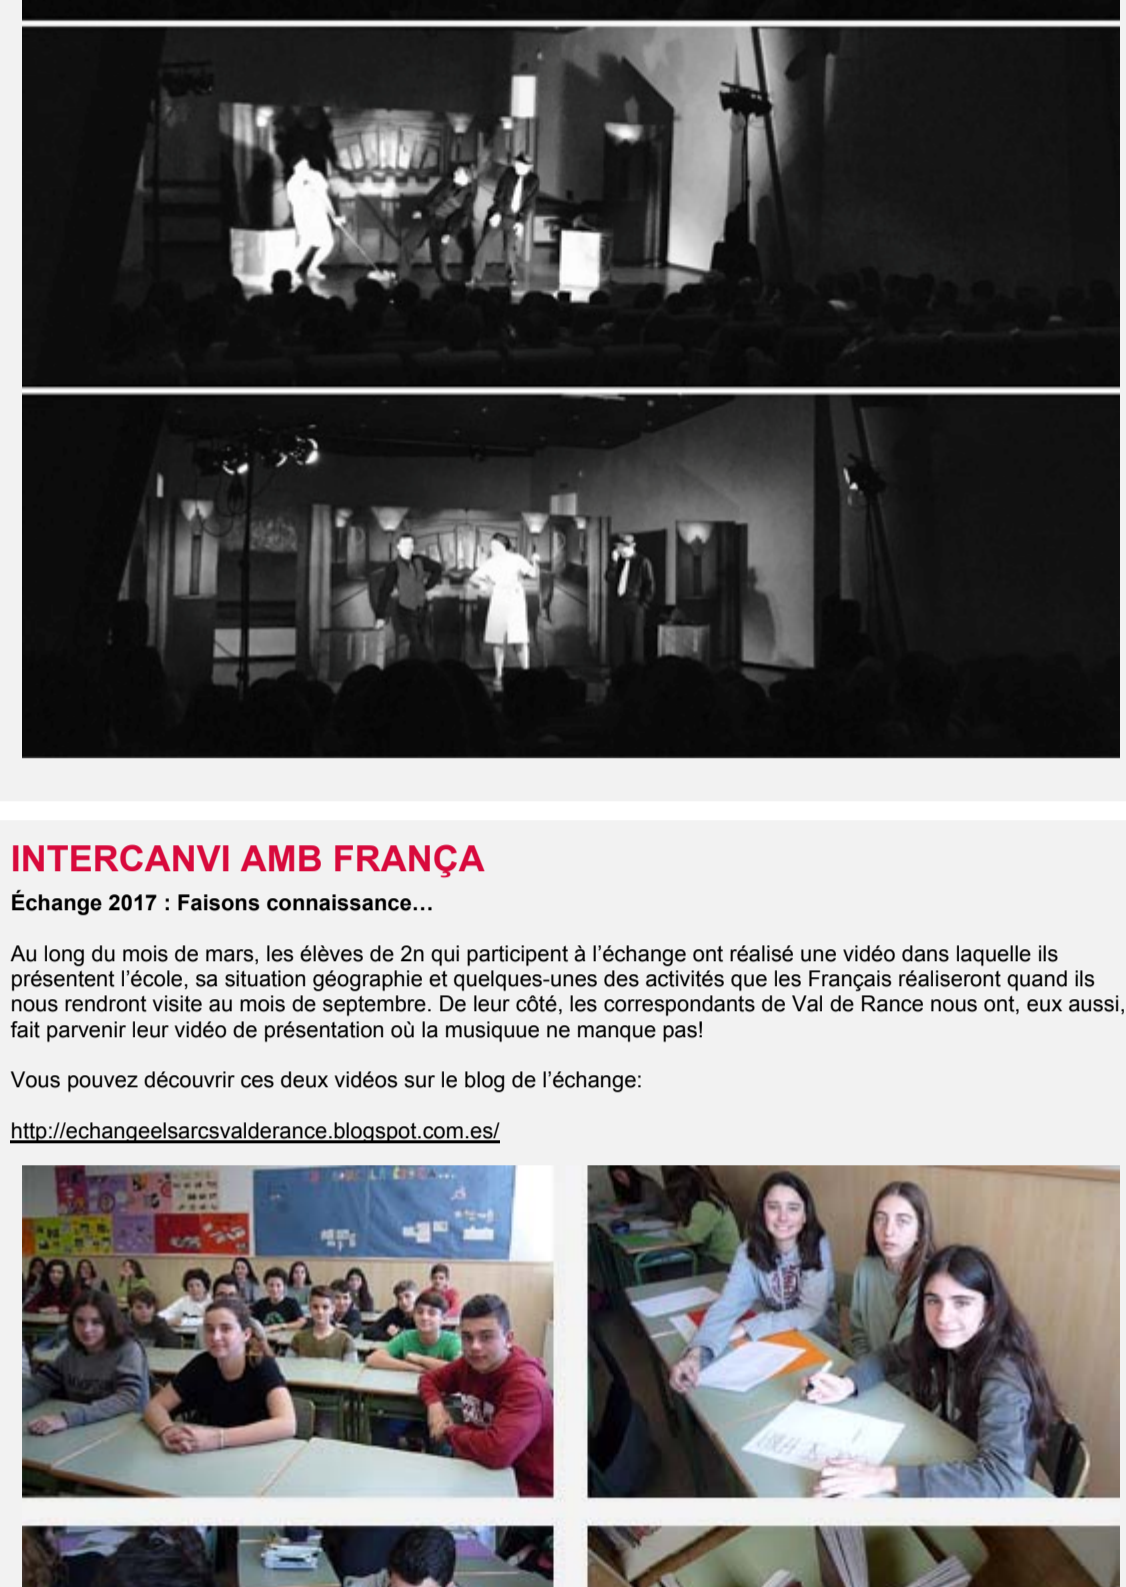 INTERCANVI AMB FRANÇA
Échange 2017 : Faisons connaissance…
Au long du mois de mars, les élèves de 2n qui participent à l’échange ont réalisé une vidéo dans laquelle ils
présentent l’école, sa situation géographie et quelques-unes des activités que les Français réaliseront quand ils
nous rendront visite au mois de septembre. De leur côté, les correspondants de Val de Rance nous ont, eux aussi,
fait parvenir leur vidéo de présentation où la musiquue ne manque pas!
Vous pouvez découvrir ces deux vidéos sur le blog de l’échange:
http://echangeelsarcsvalderance.blogspot.com.es/